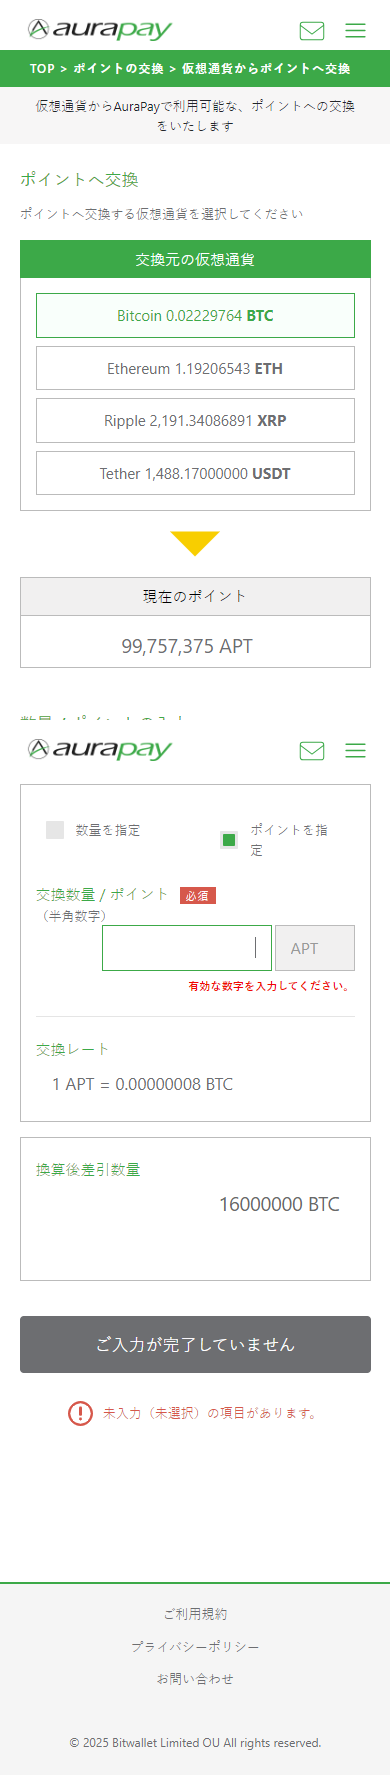 aurapay
TOP > ポイントの交換 > 仮想通貨からポイントへ交換
仮想通貨からAuraPayで利用可能な、ポイントへの交換
をいたします
ポイントへ交換
ポイントへ交換する仮想通貨を選択してください
交換元の仮想通貨
Bitcoin 0.02229764 BTC
Ethereum 1.19206543 ETH
Ripple 2,191.34086891 XRP
Tether 1,488.17000000 USDT
現在のポイント
99,757,375 APT
aurapay
数量を指定
ポイントを指
定
交換数量 / ポイント 必須
（半角数字）
APT
有効な数字を入力してください。
交換レート
1 APT = 0.00000008 BTC
換算後差引数量
16000000 BTC
ご入力が完了していません
未入力（未選択）の項目があります。
ご利用規約
プライバシーポリシー
お問い合わせ
© 2025 Bitwallet Limited OU All rights reserved.